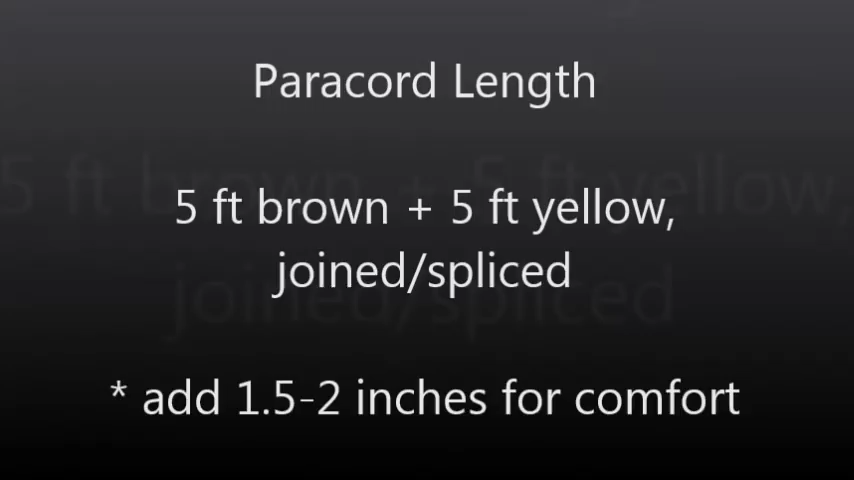 Paracord Length
5 ft brown + 5 ft yellow,
joined/spliced
* add 1.5-2 inches for comfort